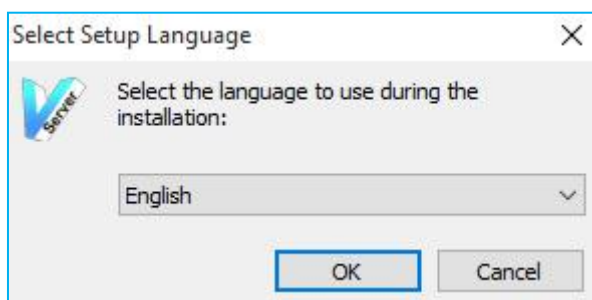 Select Setup Language
Server
Select the language to use during the
installation:
English
OK
Cancel